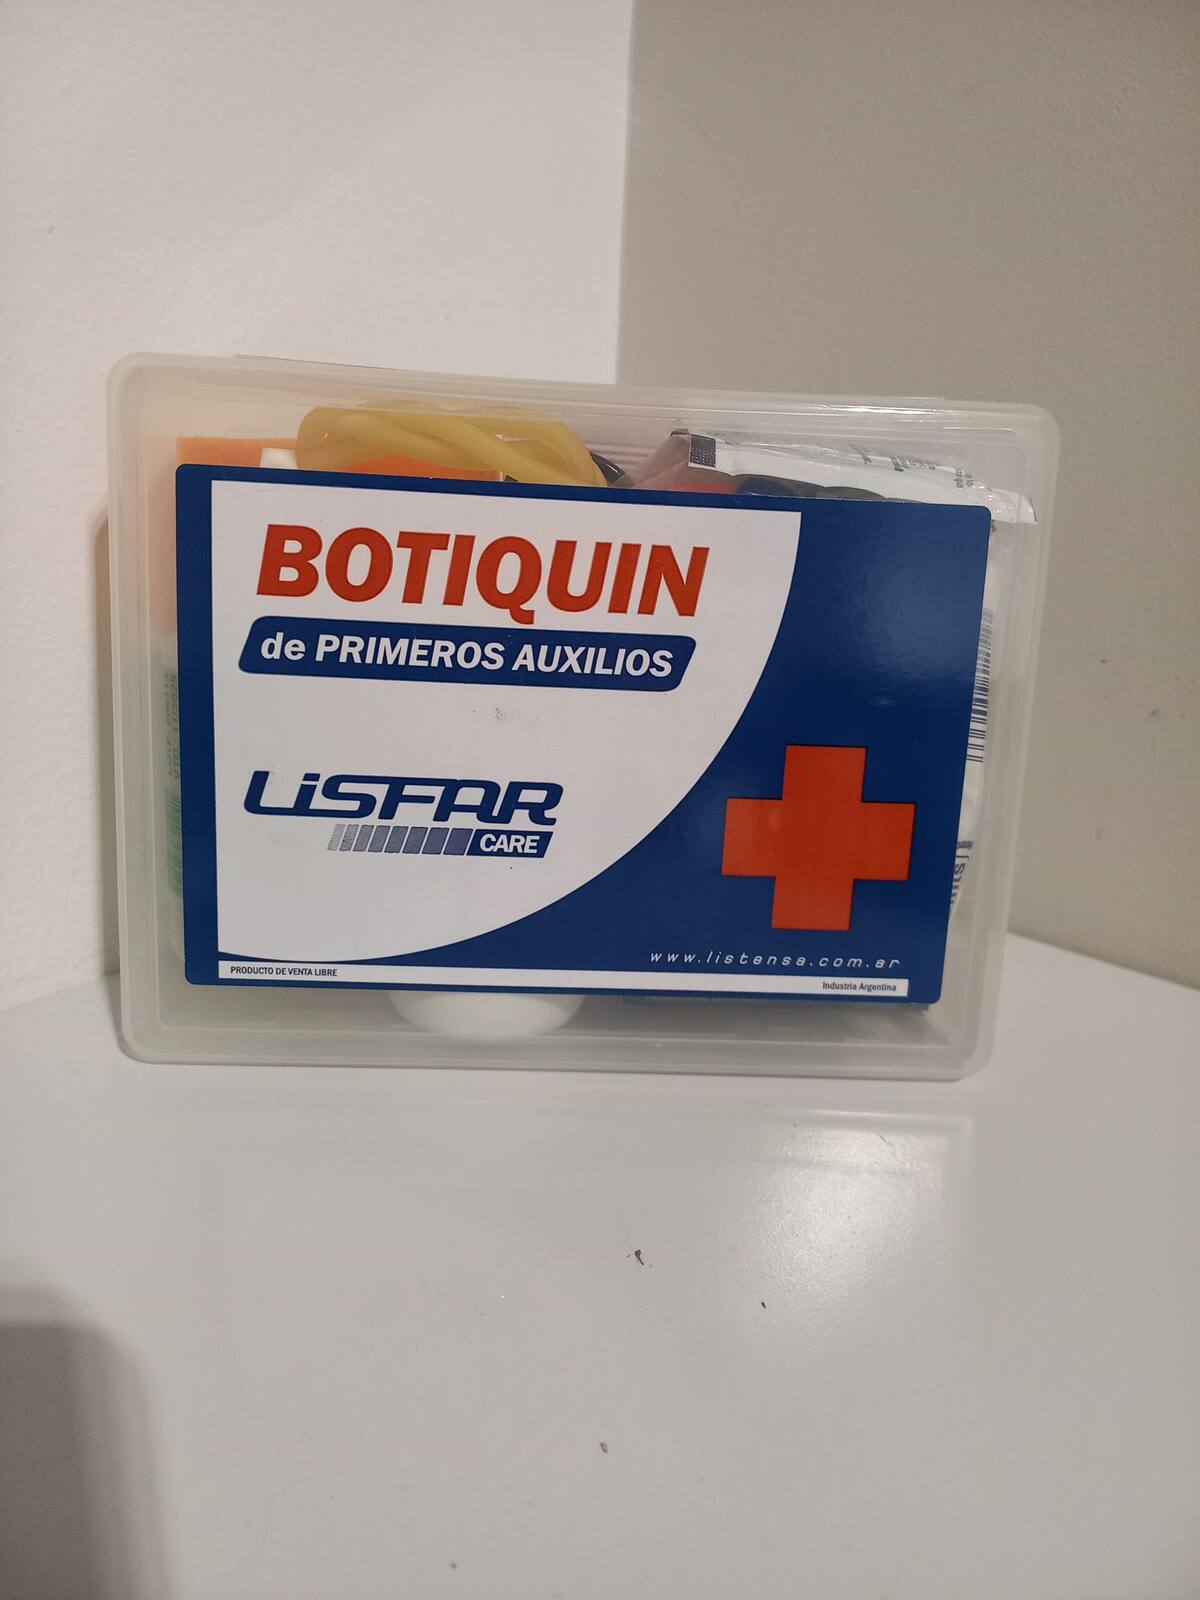 BOTIQUIN
de PRIMEROS AUXILIOS
LiSFAR
CARE
www.listensa.com.ar
PRODUCTO DE VENTA LIBRE
Industria Argentina